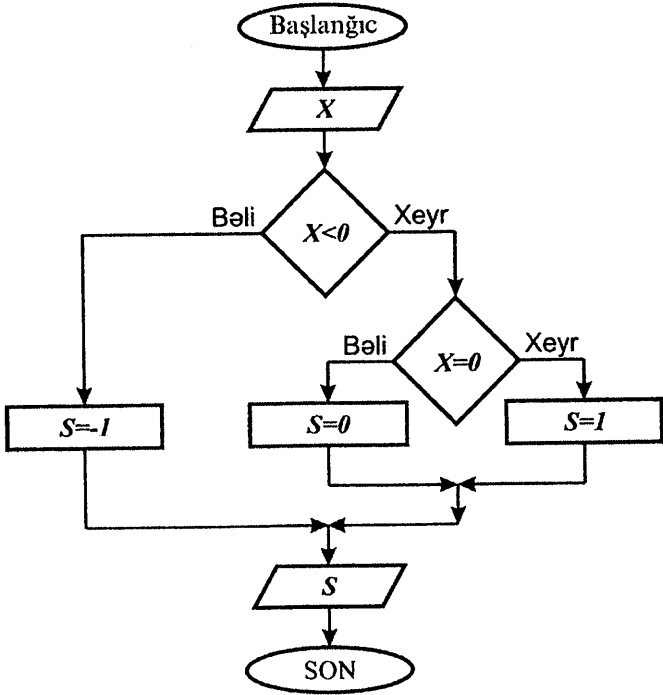 Başlanğıc
X
Bəli
X<0
Xeyr
Bəli
X=0
Xeyr
S=-1
S=0
S=1
S
SON